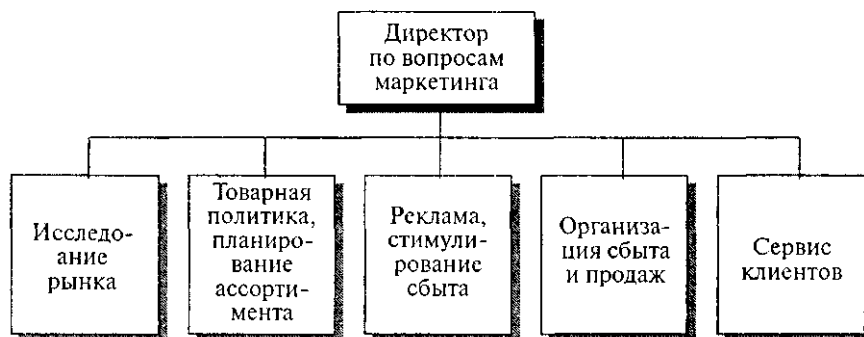 Директор
по вопросам
маркетинга
Исследо-
ание
рынка
Товарная
политика,
планиро-
вание
ассорти-
мента
Реклама,
стимули-
рование
сбыта
Организа-
ция сбыта
и продаж
Сервис
клиентов